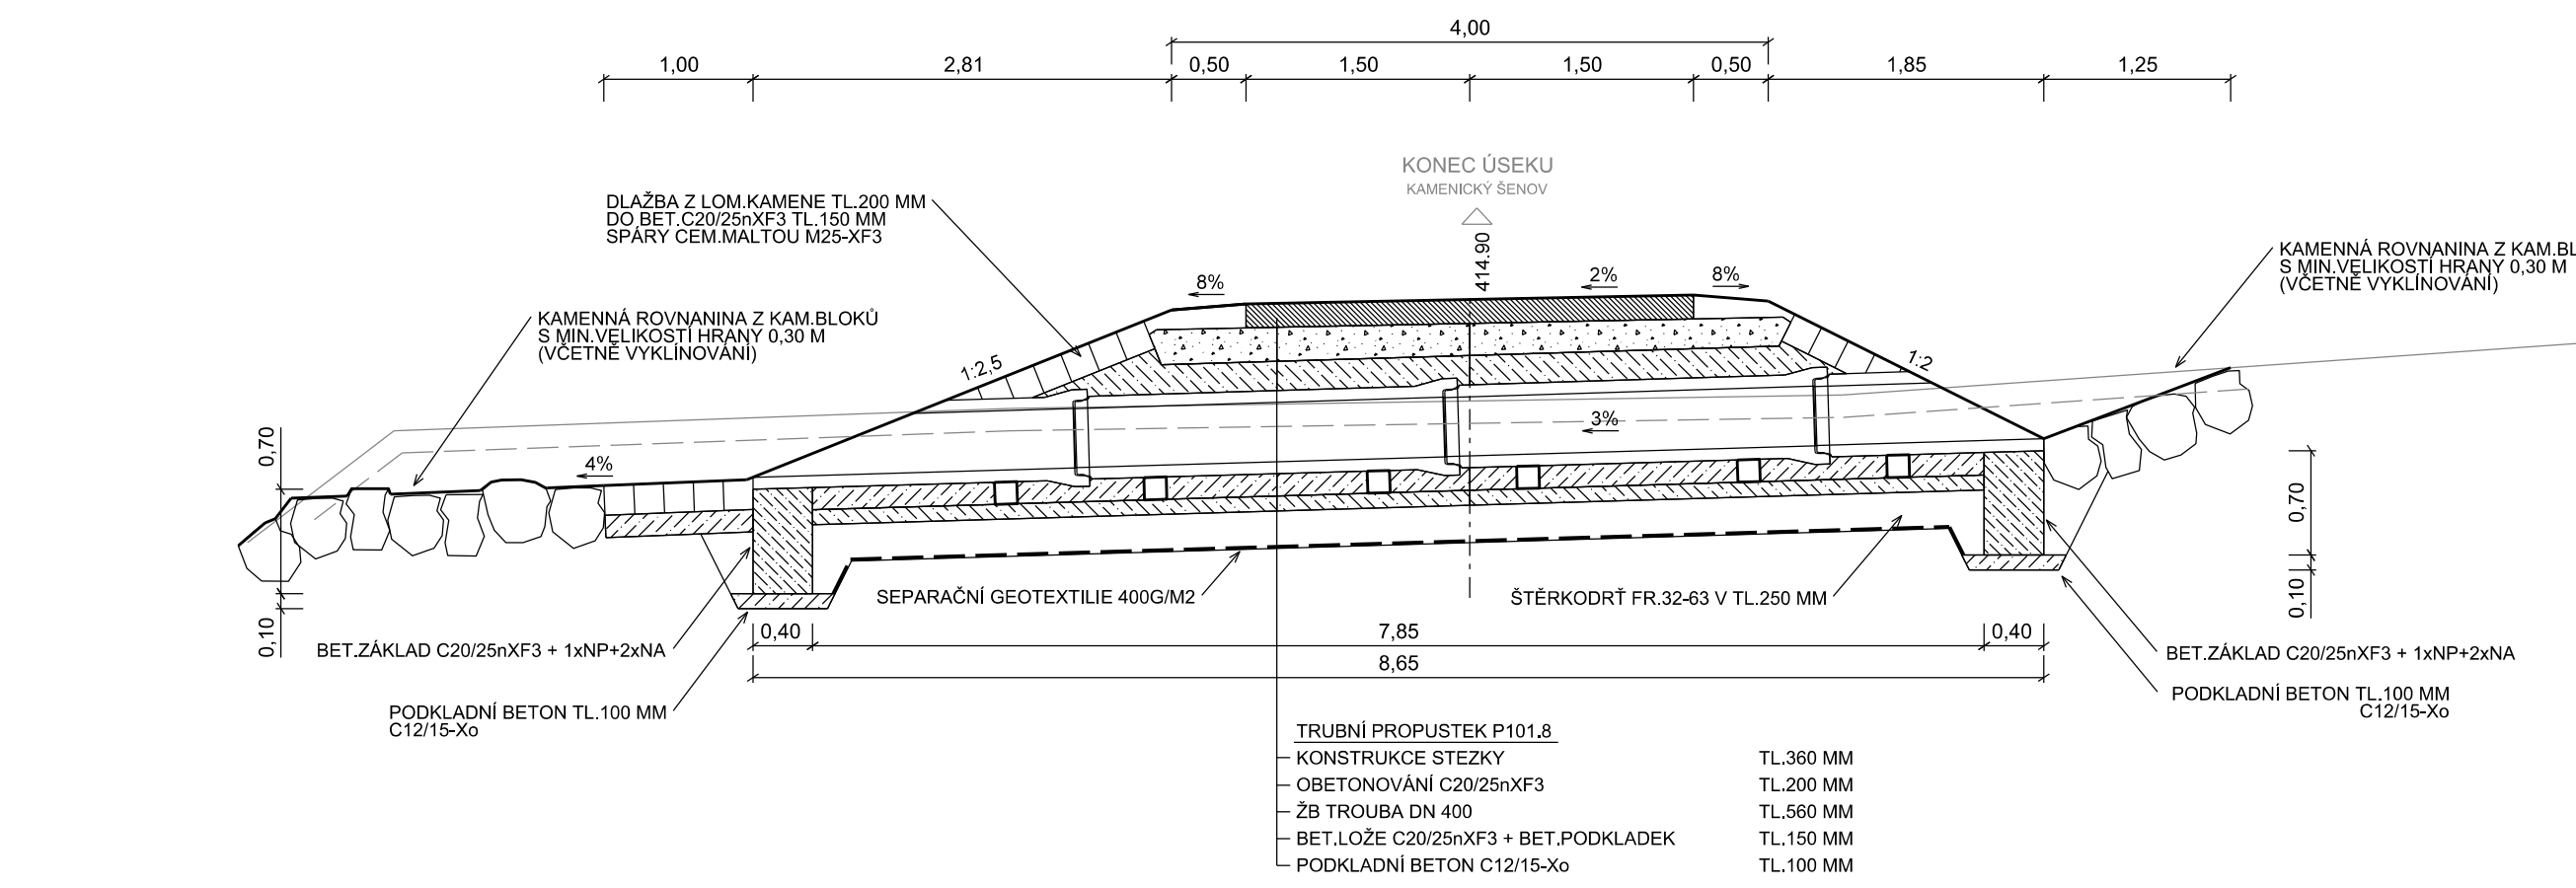 4,00
1,00 2,81 0,50 1,50 1,50 0,50 1,85 1,25
KONEC ÚSEKU
KAMENICKÝ ŠENOV
414.90
DLAŽBA Z LOM.KAMENE TL.200 MM
DO BET.C20/25nXF3 TL.150 MM
SPÁRY CEM.MALTOU M25-XF3
KAMENNÁ ROVNANINA Z KAM.BL
S MIN.VELIKOSTÍ HRANY 0,30 M
(VČETNĚ VYKLÍNOVÁNÍ)
8% 2% 8%
KAMENNÁ ROVNANINA Z KAM.BLOKŮ
S MIN.VELIKOSTÍ HRANY 0,30 M
(VČETNĚ VYKLÍNOVÁNÍ)
1:2,5
1:2
3%
4%
0,70
0,10
0,70
0,10
SEPARAČNÍ GEOTEXTILIE 400G/M2
ŠTĚRKODRŤ FR.32-63 V TL.250 MM
0,40 7,85 0,40
8,65
BET.ZÁKLAD C20/25nXF3 + 1xNP+2xNA
BET.ZÁKLAD C20/25nXF3 + 1xNP+2xNA
PODKLADNÍ BETON TL.100 MM
C12/15-Xo
PODKLADNÍ BETON TL.100 MM
C12/15-Xo
TRUBNÍ PROPUSTEK P101.8
KONSTRUKCE STEZKY TL.360 MM
OBETONOVÁNÍ C20/25nXF3 TL.200 MM
ŽB TROUBA DN 400 TL.560 MM
BET.LOŽE C20/25nXF3 + BET.PODKLADEK TL.150 MM
PODKLADNÍ BETON C12/15-Xo TL.100 MM